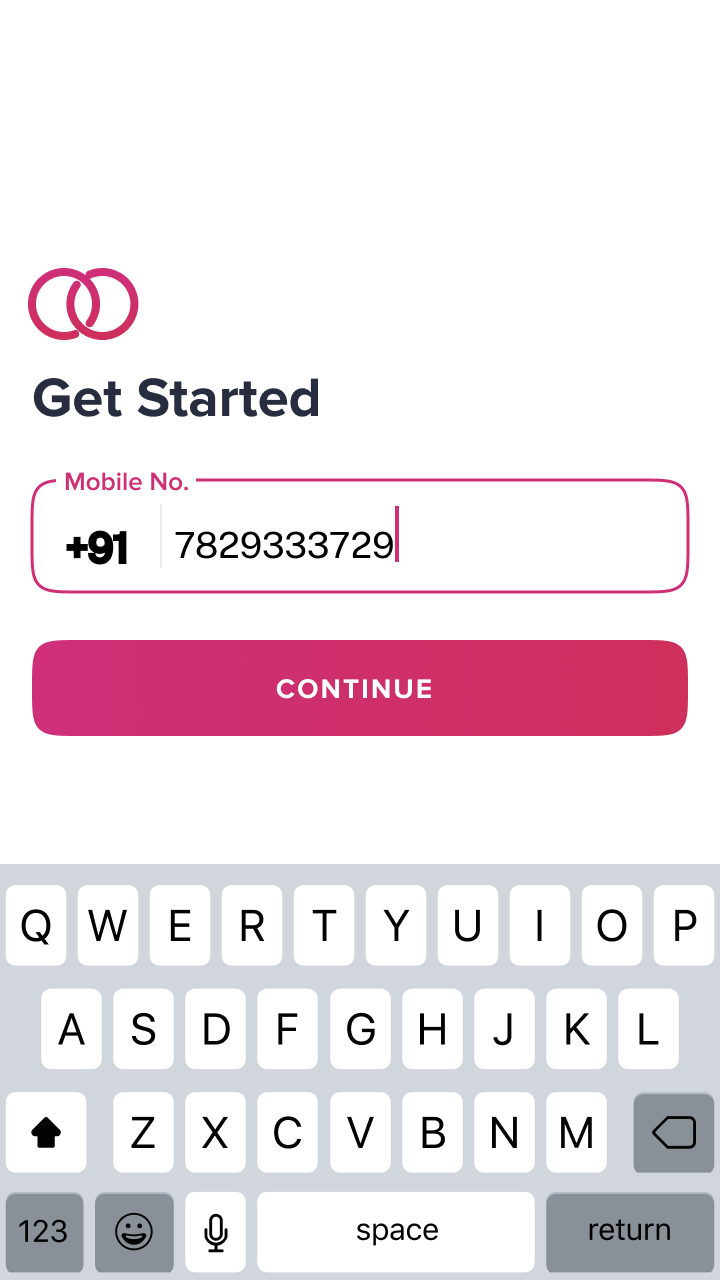 Get Started
Mobile No.
+91 7829333729
CONTINUE
Q W E R T Y U I O P
A S D F G H J K L
Z X C V B N M
123 space return